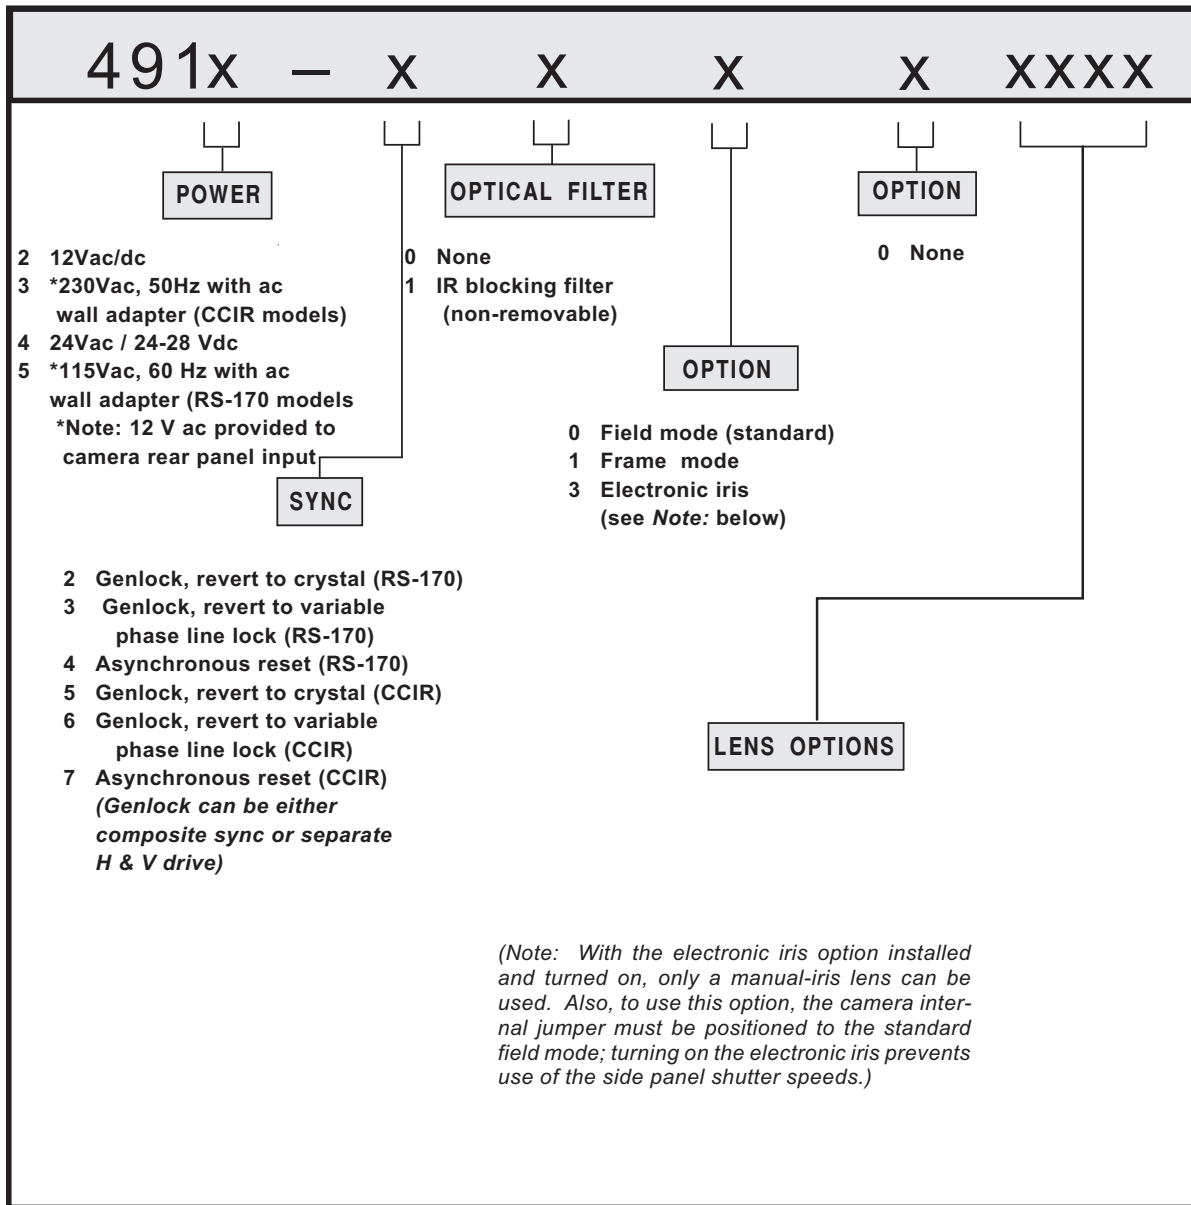 491x – x x x x xxxx
POWER
OPTICAL FILTER
OPTION
2 12Vac/dc
3 *230Vac, 50Hz with ac
wall adapter (CCIR models)
4 24Vac / 24-28 Vdc
5 *115Vac, 60 Hz with ac
wall adapter (RS-170 models
*Note: 12 V ac provided to
camera rear panel input
0 None
1 IR blocking filter
(non-removable)
0 None
OPTION
0 Field mode (standard)
1 Frame mode
3 Electronic iris
(see Note: below)
SYNC
2 Genlock, revert to crystal (RS-170)
3 Genlock, revert to variable
phase line lock (RS-170)
4 Asynchronous reset (RS-170)
5 Genlock, revert to crystal (CCIR)
6 Genlock, revert to variable
phase line lock (CCIR)
7 Asynchronous reset (CCIR)
(Genlock can be either
composite sync or separate
H & V drive)
LENS OPTIONS
(Note: With the electronic iris option installed
and turned on, only a manual-iris lens can be
used. Also, to use this option, the camera inter-
nal jumper must be positioned to the standard
field mode; turning on the electronic iris prevents
use of the side panel shutter speeds.)